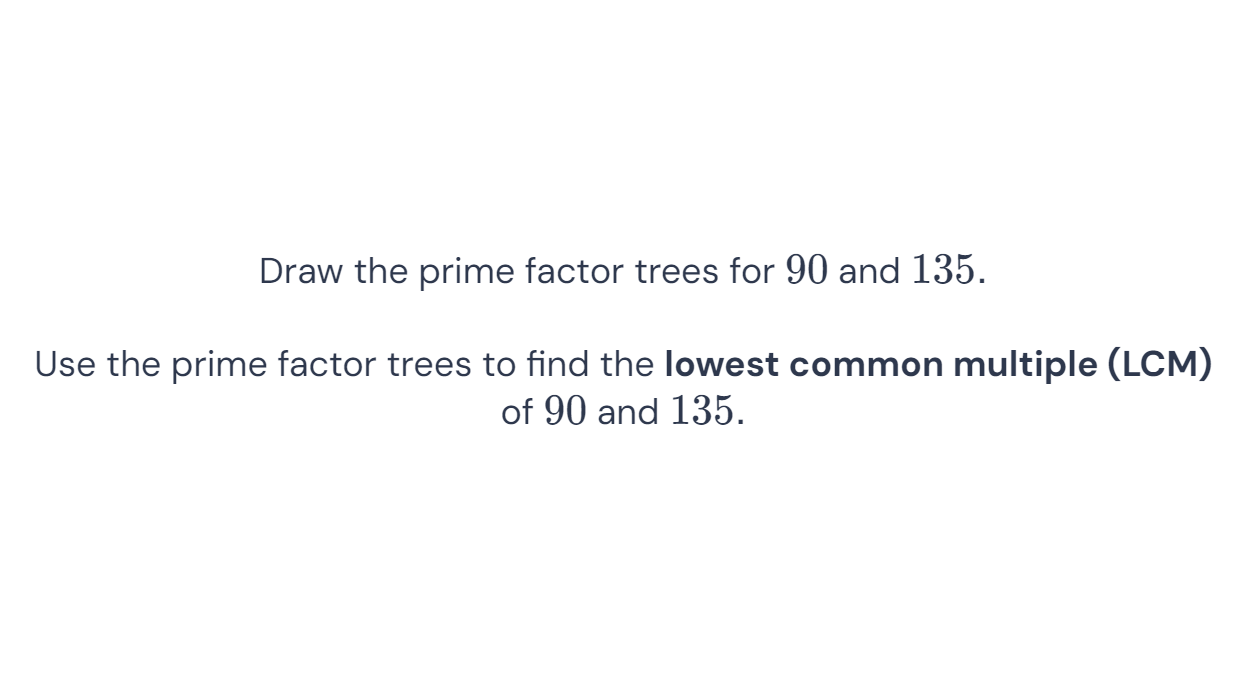 Draw the prime factor trees for 90 and 135.
Use the prime factor trees to find the lowest common multiple (LCM)
of 90 and 135.